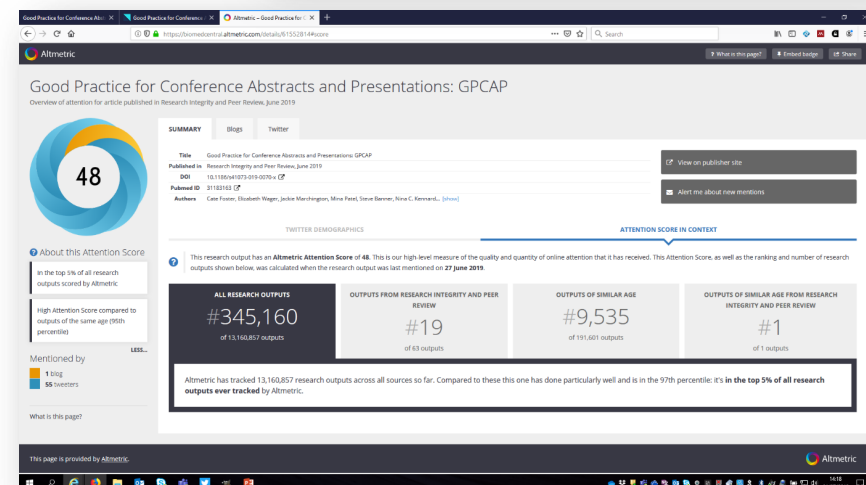 Good Practice for Conference Abst
Good Practice for Conference
Altmetric – Good Practice for C
https://biomedcentral.altmetric.com/details/61552814#score
Search
Altmetric
What is this page?
Embed badge
Share
Good Practice for Conference Abstracts and Presentations: GPCAP
Overview of attention for article published in Research Integrity and Peer Review, June 2019
48
SUMMARY
Blogs
Twitter
Title Good Practice for Conference Abstracts and Presentations: GPCAP
Published in Research Integrity and Peer Review, June 2019
DOI 10.1186/s41073-019-0070-x
Pubmed ID 31183163
Authors Cate Foster, Elizabeth Wager, Jackie Marchington, Mina Patel, Steve Banner, Nina C. Kennard... [show]
View on publisher site
Alert me about new mentions
TWITTER DEMOGRAPHICS
ATTENTION SCORE IN CONTEXT
About this Attention Score
In the top 5% of all research
outputs scored by Altmetric
High Attention Score compared to
outputs of the same age (95th
percentile)
LESS...
Mentioned by
1 blog
55 tweeters
What is this page?
This research output has an Altmetric Attention Score of 48. This is our high-level measure of the quality and quantity of online attention that it has received. This Attention Score, as well as the ranking and number of research
outputs shown below, was calculated when the research output was last mentioned on 27 June 2019.
ALL RESEARCH OUTPUTS
#345,160
of 13,160,857 outputs
OUTPUTS FROM RESEARCH INTEGRITY AND PEER
REVIEW
#19
of 63 outputs
OUTPUTS OF SIMILAR AGE
#9,535
of 191,601 outputs
OUTPUTS OF SIMILAR AGE FROM RESEARCH
INTEGRITY AND PEER REVIEW
#1
of 1 outputs
Altmetric has tracked 13,160,857 research outputs across all sources so far. Compared to these this one has done particularly well and is in the 97th percentile: it's in the top 5% of all research
outputs ever tracked by Altmetric.
This page is provided by Altmetric.
Altmetric
14:18